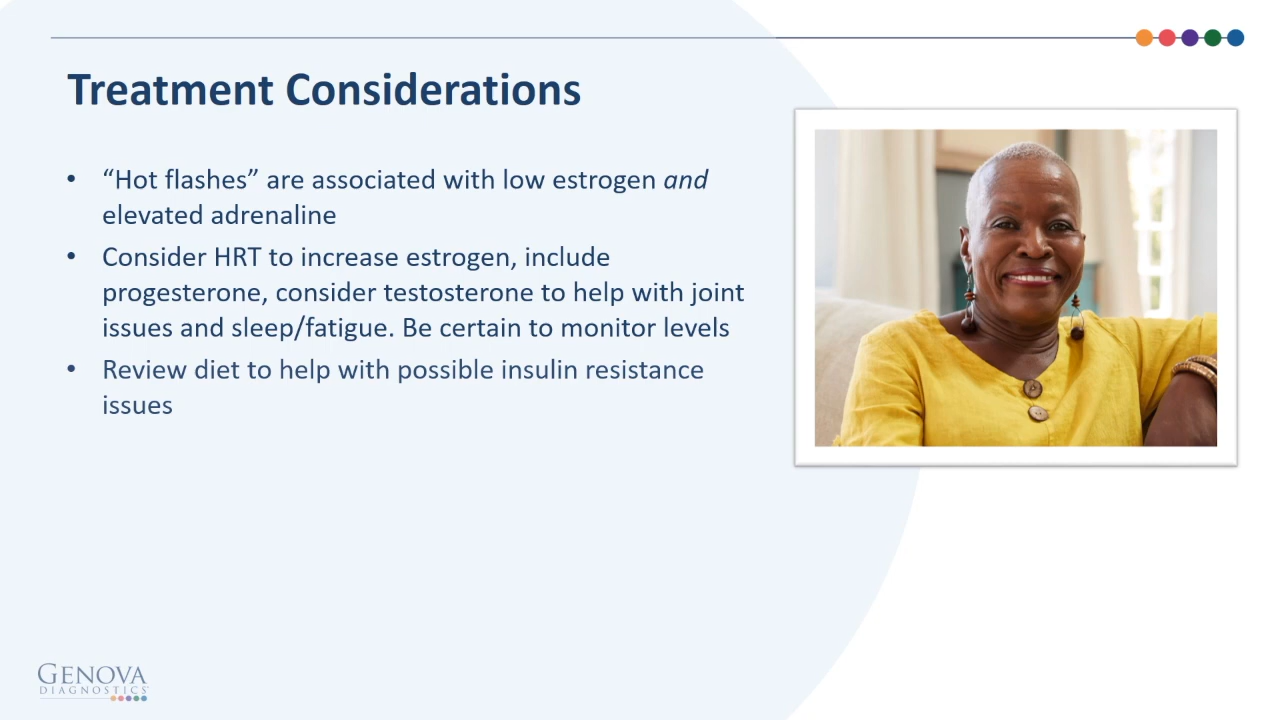 Treatment Considerations
• “Hot flashes” are associated with low estrogen and
elevated adrenaline
• Consider HRT to increase estrogen, include
progesterone, consider testosterone to help with joint
issues and sleep/fatigue. Be certain to monitor levels
• Review diet to help with possible insulin resistance
issues
GENOVA
DIAGNOSTICS